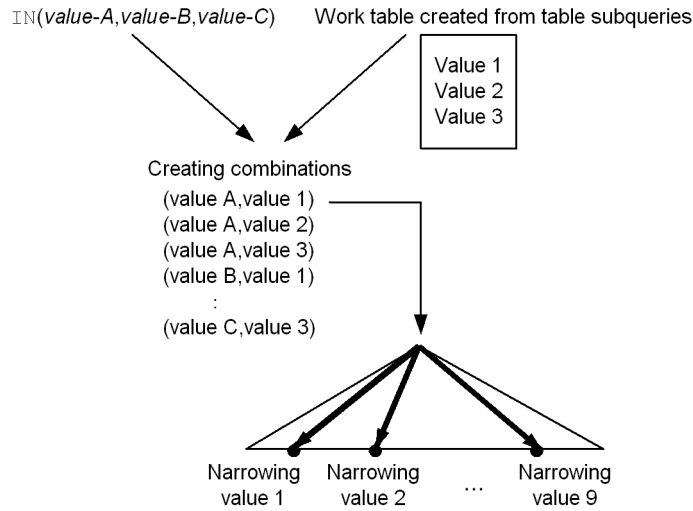 IN(value-A,value-B,value-C)
Work table created from table subqueries
Value 1
Value 2
Value 3
Creating combinations
(value A,value 1)
(value A,value 2)
(value A,value 3)
(value B,value 1)
:
(value C,value 3)
Narrowing
value 1
Narrowing
value 2
...
Narrowing
value 9